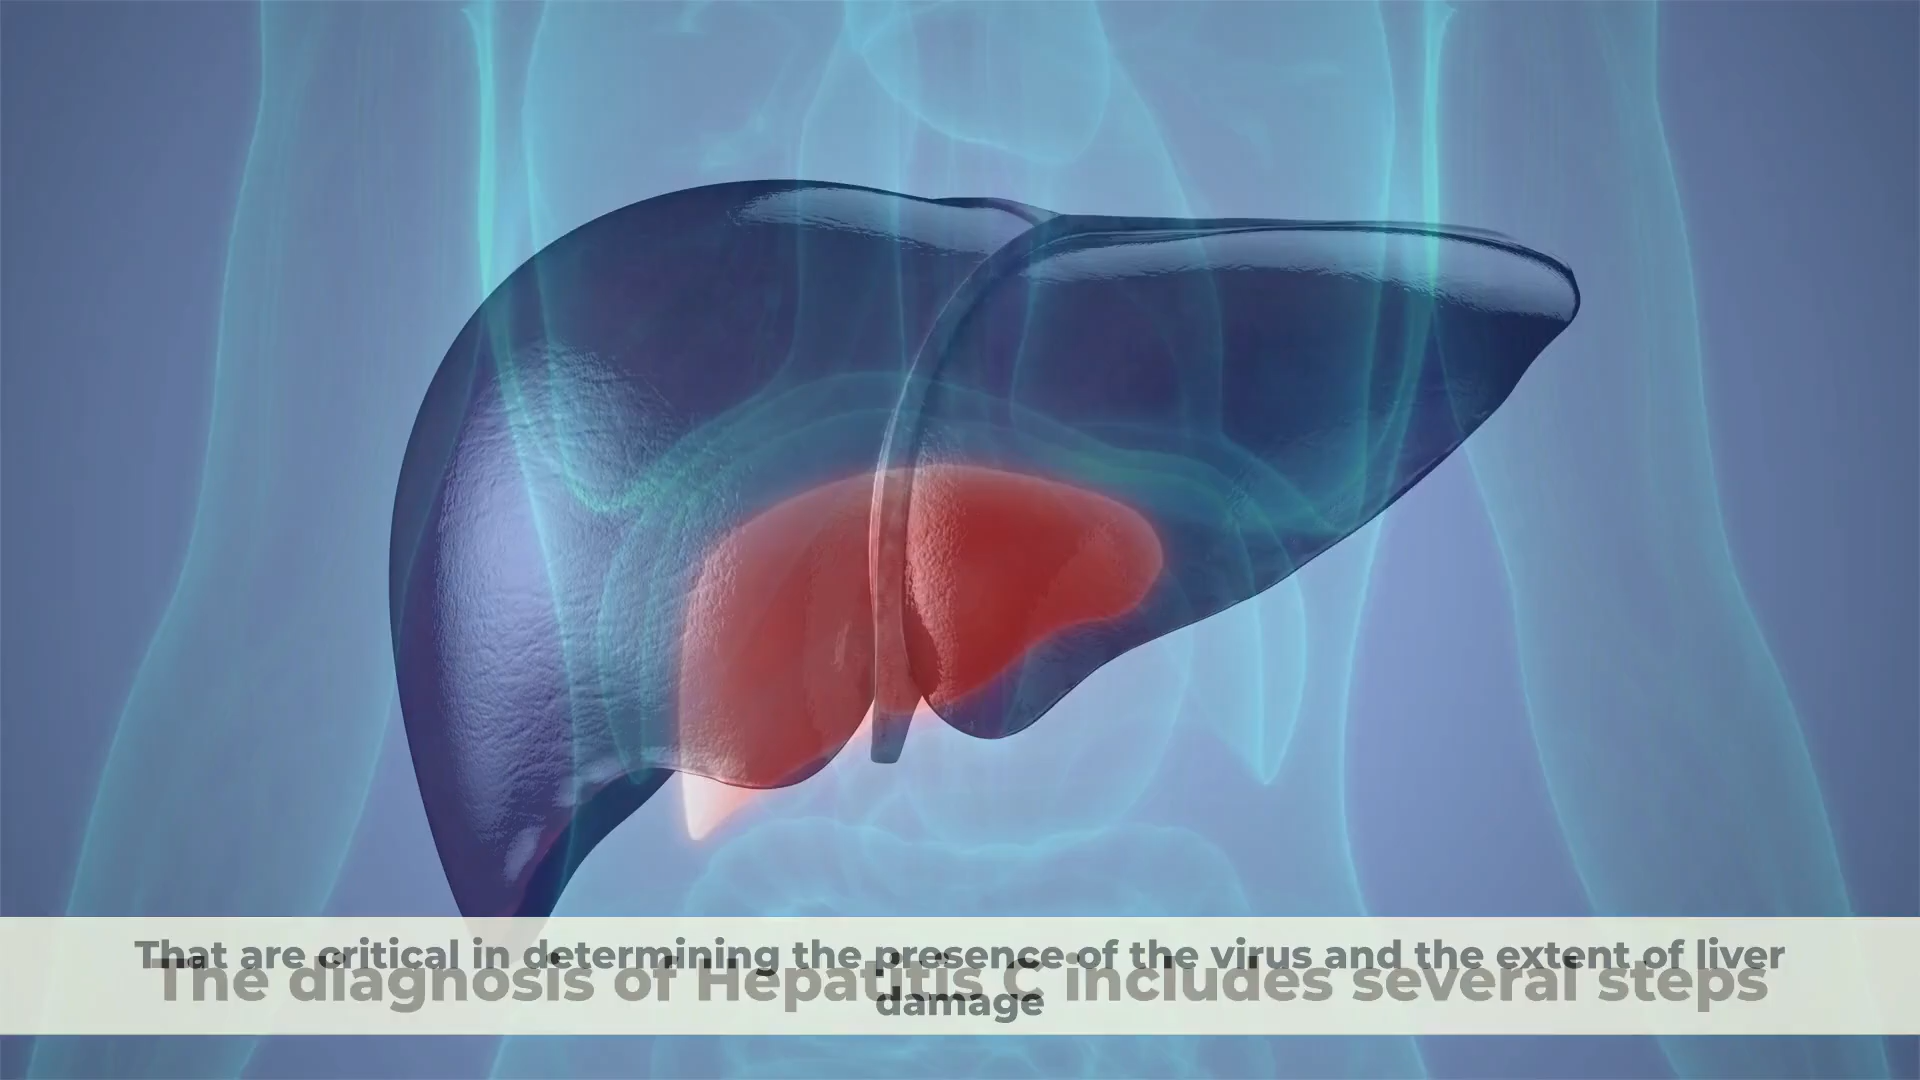 The diagnosis of Hepatitis C includes several steps
That are critical in determining the presence of the virus and the extent of liver
damage